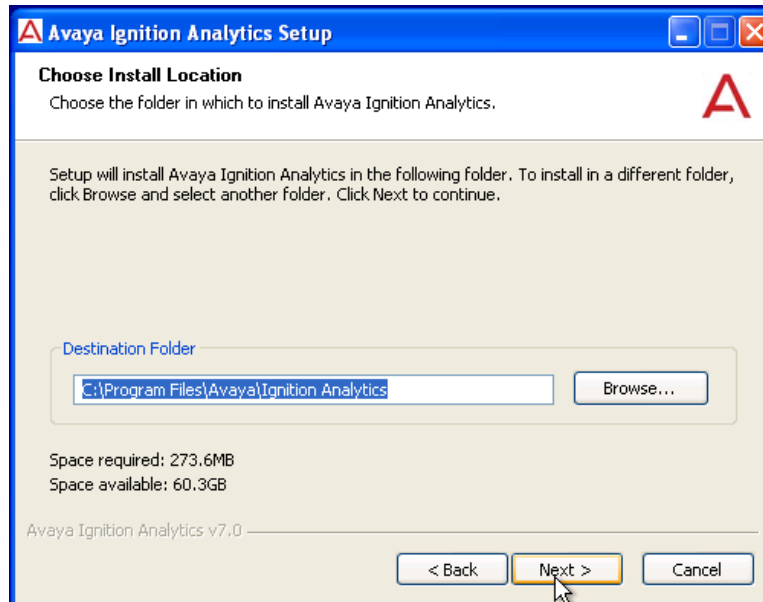 Avaya Ignition Analytics Setup
Choose Install Location
Choose the folder in which to install Avaya Ignition Analytics.
Setup will install Avaya Ignition Analytics in the following folder. To install in a different folder,
click Browse and select another folder. Click Next to continue.
Destination Folder
C:\Program Files\Avaya\Ignition Analytics
Browse...
Space required: 273.6MB
Space available: 60.3GB
Avaya Ignition Analytics v7.0
< Back
Next >
Cancel